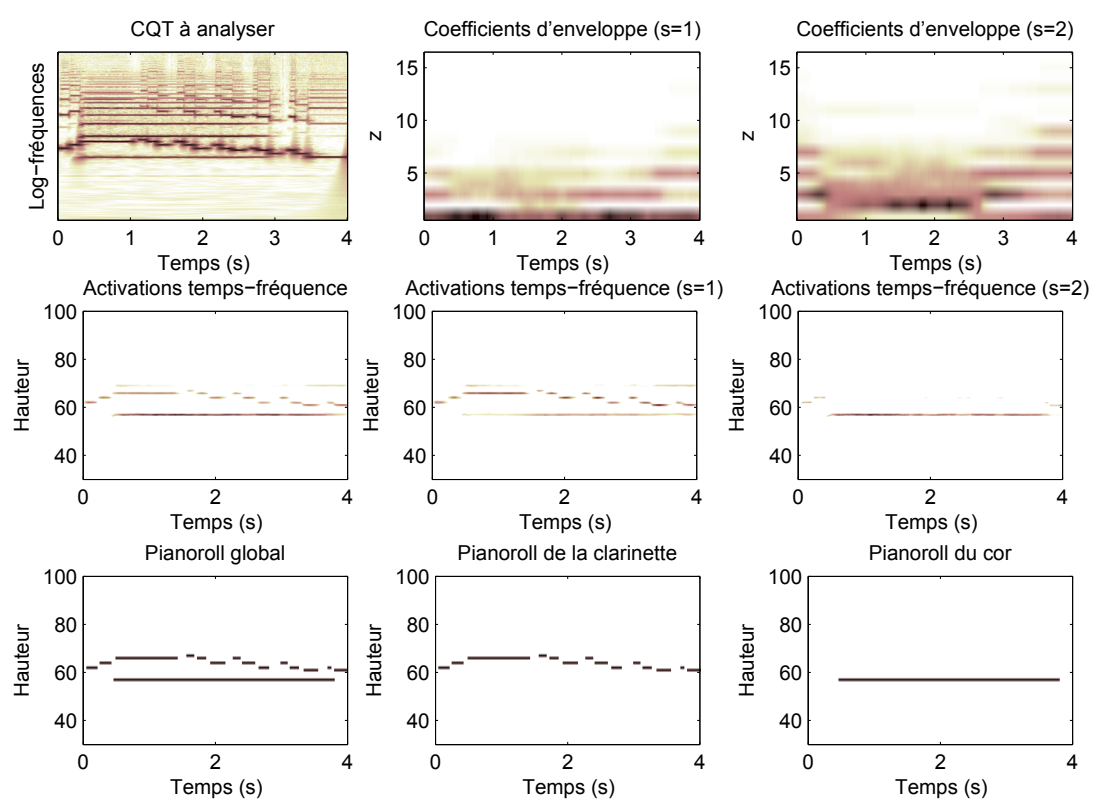 CQT à analyser
Coefficients d'enveloppe (s=1)
Coefficients d'enveloppe (s=2)
Log−fréquences
0 1 2 3 4
Temps (s)
z
15
10
5
0 1 2 3 4
Temps (s)
z
15
10
5
0 1 2 3 4
Temps (s)
Activations temps−fréquence
Activations temps−fréquence (s=1)
Activations temps−fréquence (s=2)
Hauteur
100
80
60
40
0 2 4
Temps (s)
Hauteur
100
80
60
40
0 2 4
Temps (s)
Hauteur
100
80
60
40
0 2 4
Temps (s)
Pianoroll global
Pianoroll de la clarinette
Pianoroll du cor
Hauteur
100
80
60
40
0 2 4
Temps (s)
Hauteur
100
80
60
40
0 2 4
Temps (s)
Hauteur
100
80
60
40
0 2 4
Temps (s)